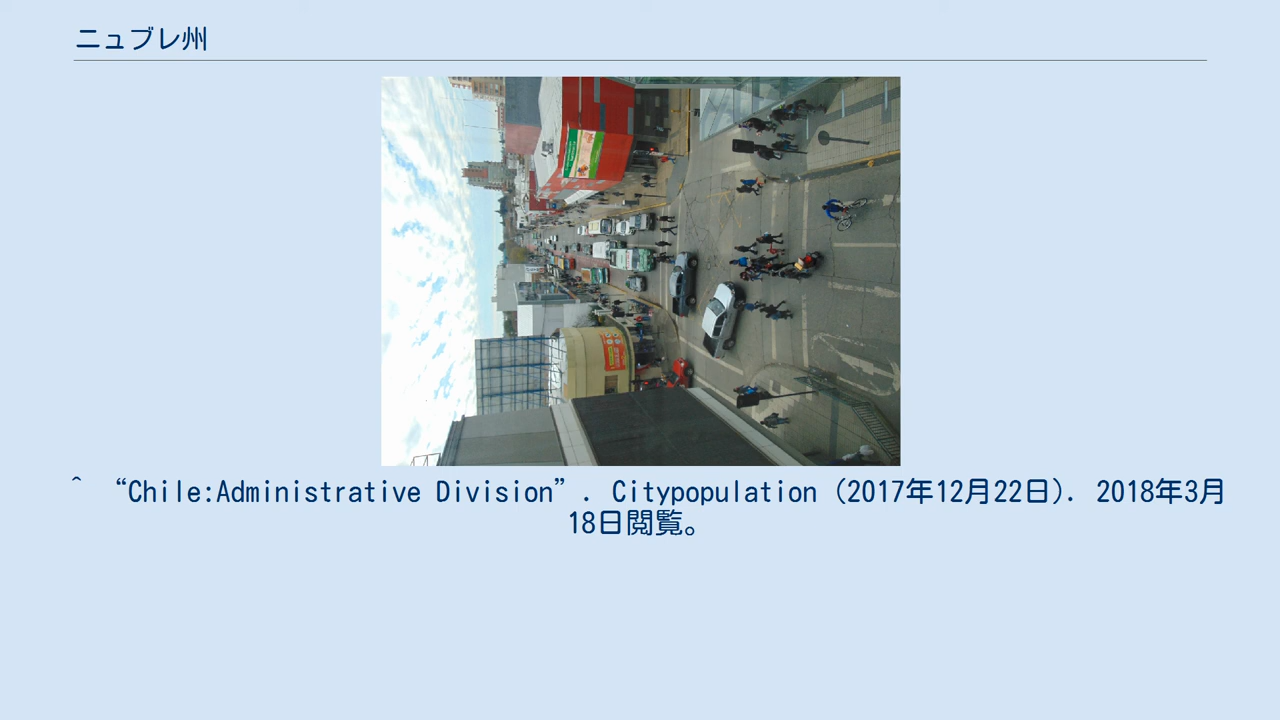 ニュブレ州
^ “Chile:Administrative Division”. Citypopulation (2017年12月22日). 2018年3月
18日閲覧。